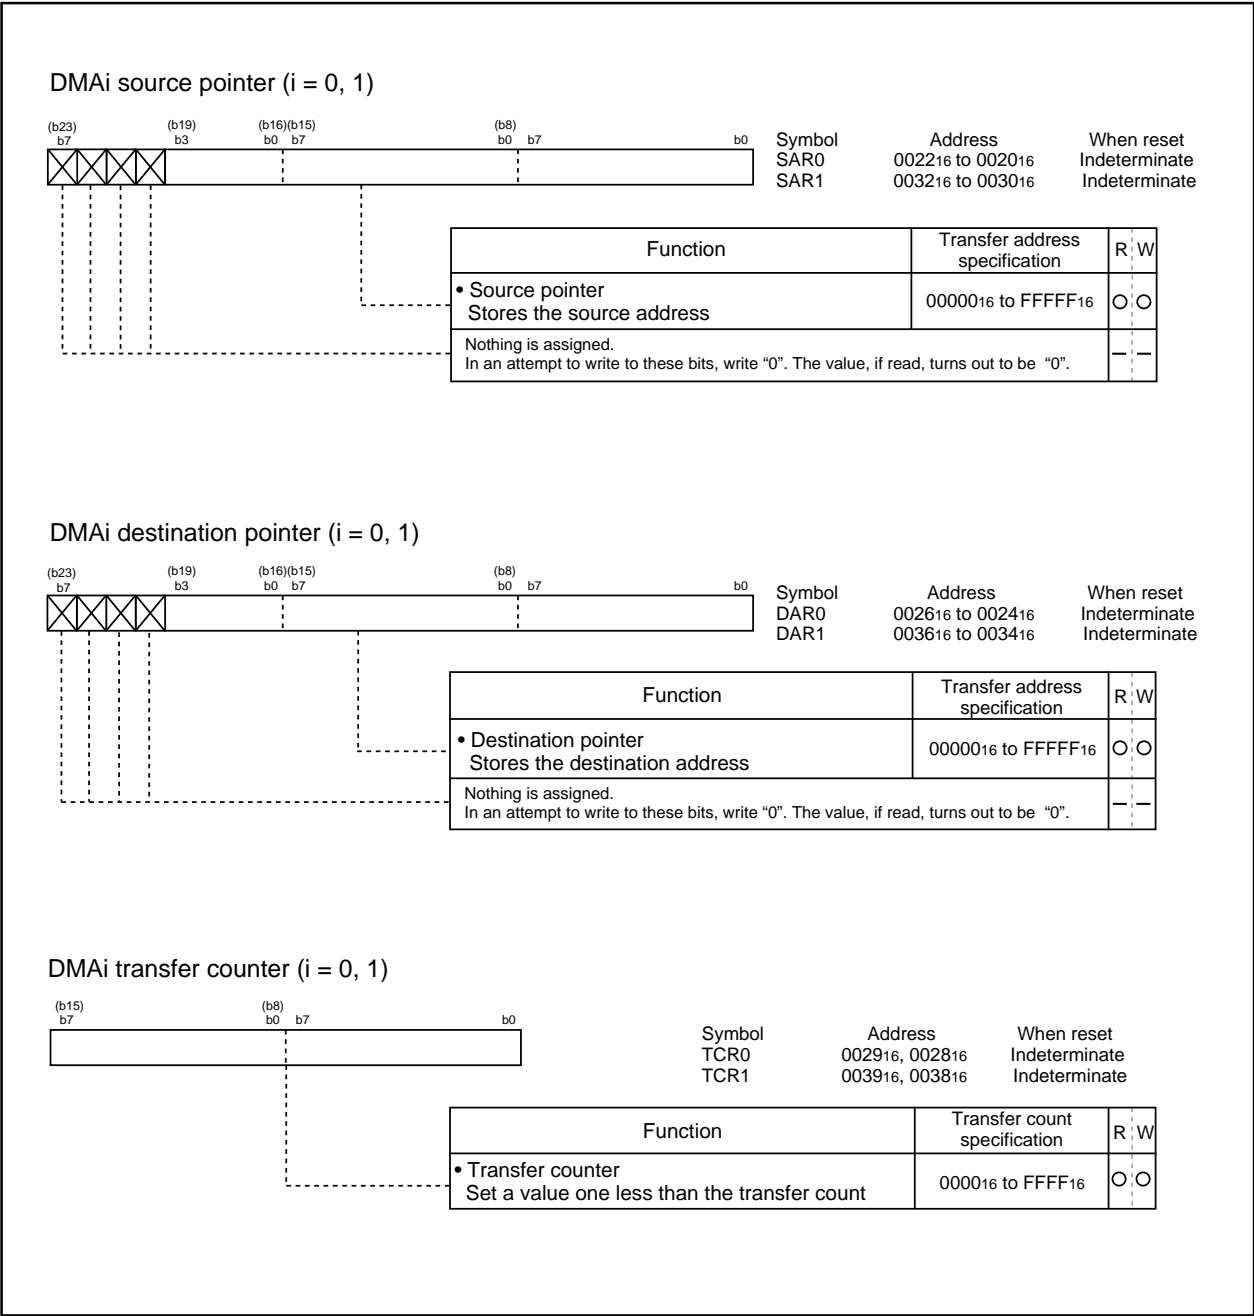 DMAi source pointer (i = 0, 1)
(b23) (b19) (b16)(b15) (b8)
b7 b3 b0 b7 b0 b7 b0
Symbol Address When reset
SAR0 002216 to 002016 Indeterminate
SAR1 003216 to 003016 Indeterminate
Function Transfer address specification R W
• Source pointer
Stores the source address 0000016 to FFFFF16
Nothing is assigned.
In an attempt to write to these bits, write “0”. The value, if read, turns out to be “0”.
DMAi destination pointer (i = 0, 1)
(b23) (b19) (b16)(b15) (b8)
b7 b3 b0 b7 b0 b7 b0
Symbol Address When reset
DAR0 002616 to 002416 Indeterminate
DAR1 003616 to 003416 Indeterminate
Function Transfer address specification R W
• Destination pointer
Stores the destination address 0000016 to FFFFF16
Nothing is assigned.
In an attempt to write to these bits, write “0”. The value, if read, turns out to be “0”.
DMAi transfer counter (i = 0, 1)
(b15) (b8)
b7 b0 b7 b0
Symbol Address When reset
TCR0 002916, 002816 Indeterminate
TCR1 003916, 003816 Indeterminate
Function Transfer count specification R W
• Transfer counter
Set a value one less than the transfer count 000016 to FFFF16